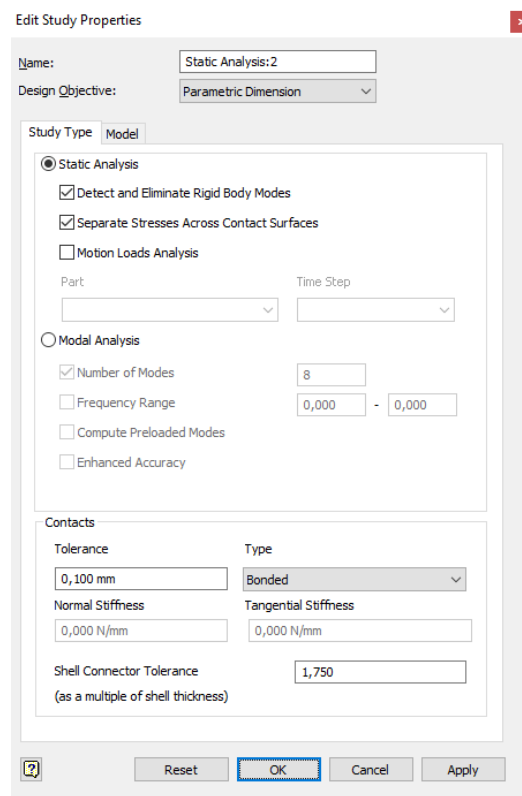 Edit Study Properties
Name: Static Analysis:2
Design Objective: Parametric Dimension
Study Type Model
Static Analysis
Detect and Eliminate Rigid Body Modes
Separate Stresses Across Contact Surfaces
Motion Loads Analysis
Part Time Step
Modal Analysis
Number of Modes 8
Frequency Range 0,000 - 0,000
Compute Preloaded Modes
Enhanced Accuracy
Contacts
Tolerance Type
0,100 mm Bonded
Normal Stiffness Tangential Stiffness
0,000 N/mm 0,000 N/mm
Shell Connector Tolerance 1,750
(as a multiple of shell thickness)
? Reset OK Cancel Apply